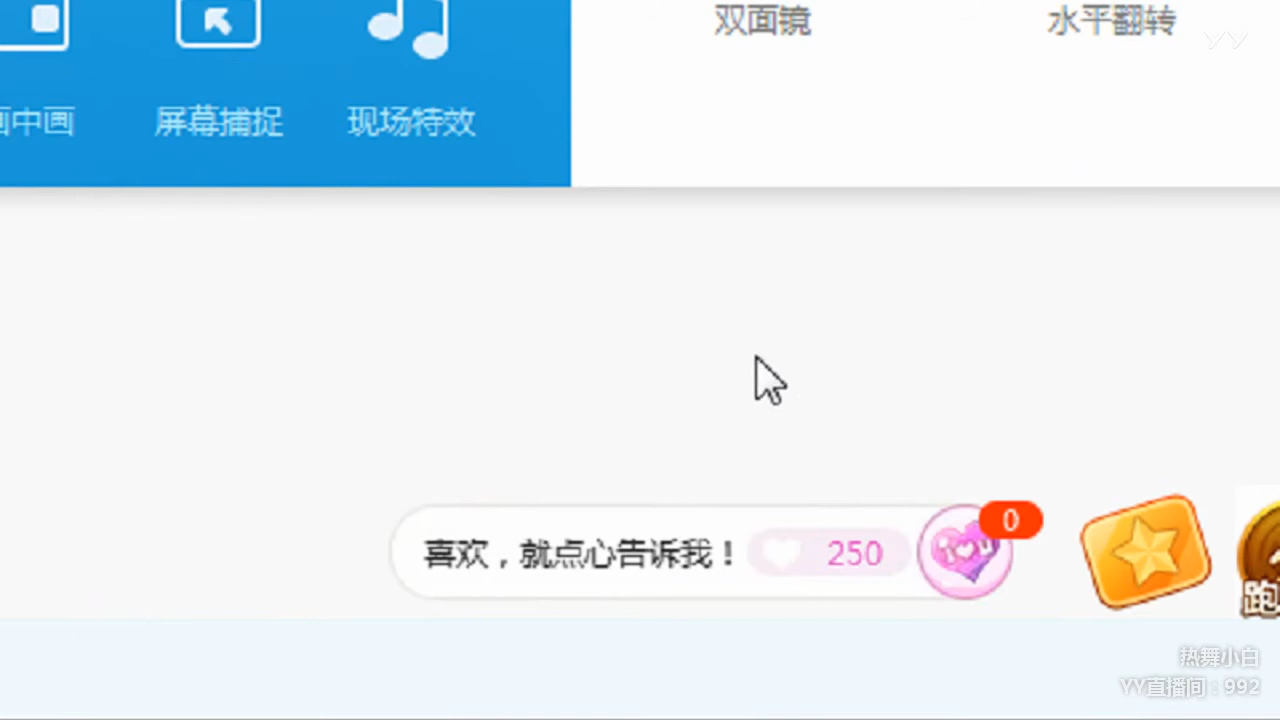 双面镜
水平翻转
YY
画中画
屏幕捕捉
现场特效
喜欢，就点心告诉我！
250
0
I U
跑
热舞小白
YY直播间：992